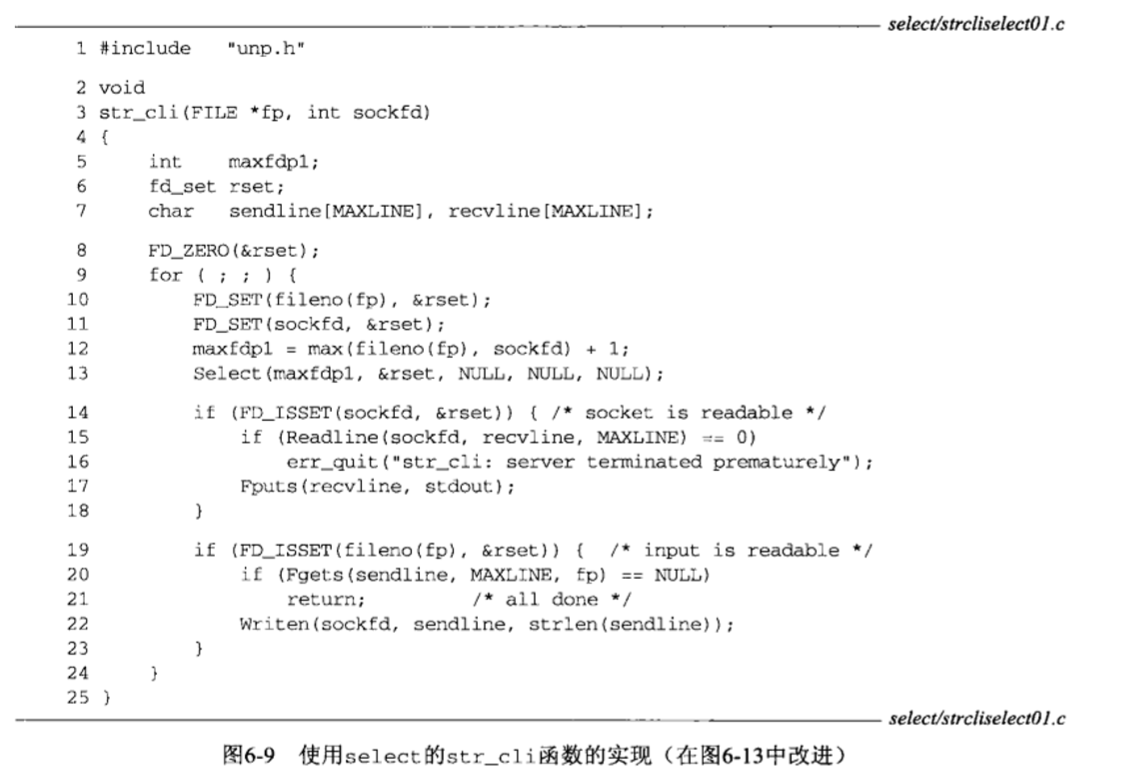 select/strcliselect01.c
1 #include "unp.h"
2 void
3 str_cli(FILE *fp, int sockfd)
4 {
5     int    maxfdp1;
6     fd_set rset;
7     char   sendline[MAXLINE], recvline[MAXLINE];
8     FD_ZERO(&rset);
9     for ( ; ; ) {
10         FD_SET(fileno(fp), &rset);
11         FD_SET(sockfd, &rset);
12         maxfdp1 = max(fileno(fp), sockfd) + 1;
13         Select(maxfdp1, &rset, NULL, NULL, NULL);
14         if (FD_ISSET(sockfd, &rset)) { /* socket is readable */
15             if (Readline(sockfd, recvline, MAXLINE) == 0)
16                 err_quit("str_cli: server terminated prematurely");
17             Fputs(recvline, stdout);
18         }
19         if (FD_ISSET(fileno(fp), &rset)) {  /* input is readable */
20             if (Fgets(sendline, MAXLINE, fp) == NULL)
21                 return;         /* all done */
22             Writen(sockfd, sendline, strlen(sendline));
23         }
24     }
25 }
select/strcliselect01.c
图6-9 使用select的str_cli函数的实现（在图6-13中改进）